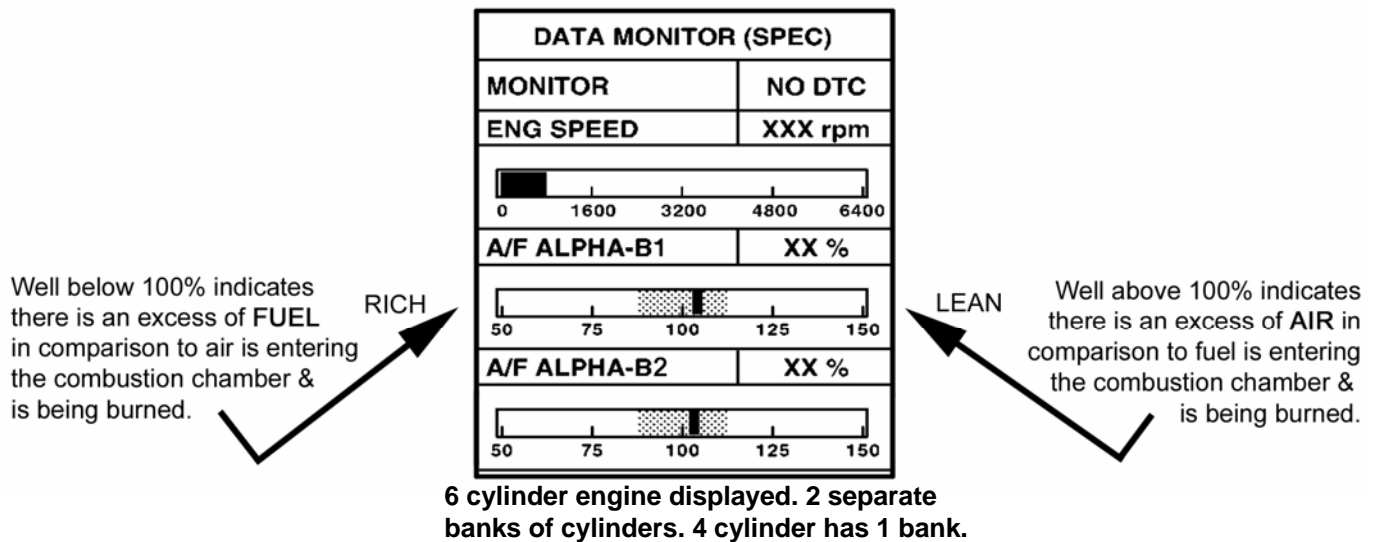 DATA MONITOR (SPEC)
MONITOR NO DTC
ENG SPEED XXX rpm
0 1600 3200 4800 6400
A/F ALPHA-B1 XX %
50 75 100 125 150
A/F ALPHA-B2 XX %
50 75 100 125 150
Well below 100% indicates
there is an excess of FUEL
in comparison to air is entering
the combustion chamber &
is being burned.
RICH
LEAN
Well above 100% indicates
there is an excess of AIR in
comparison to fuel is entering
the combustion chamber &
is being burned.
6 cylinder engine displayed. 2 separate
banks of cylinders. 4 cylinder has 1 bank.